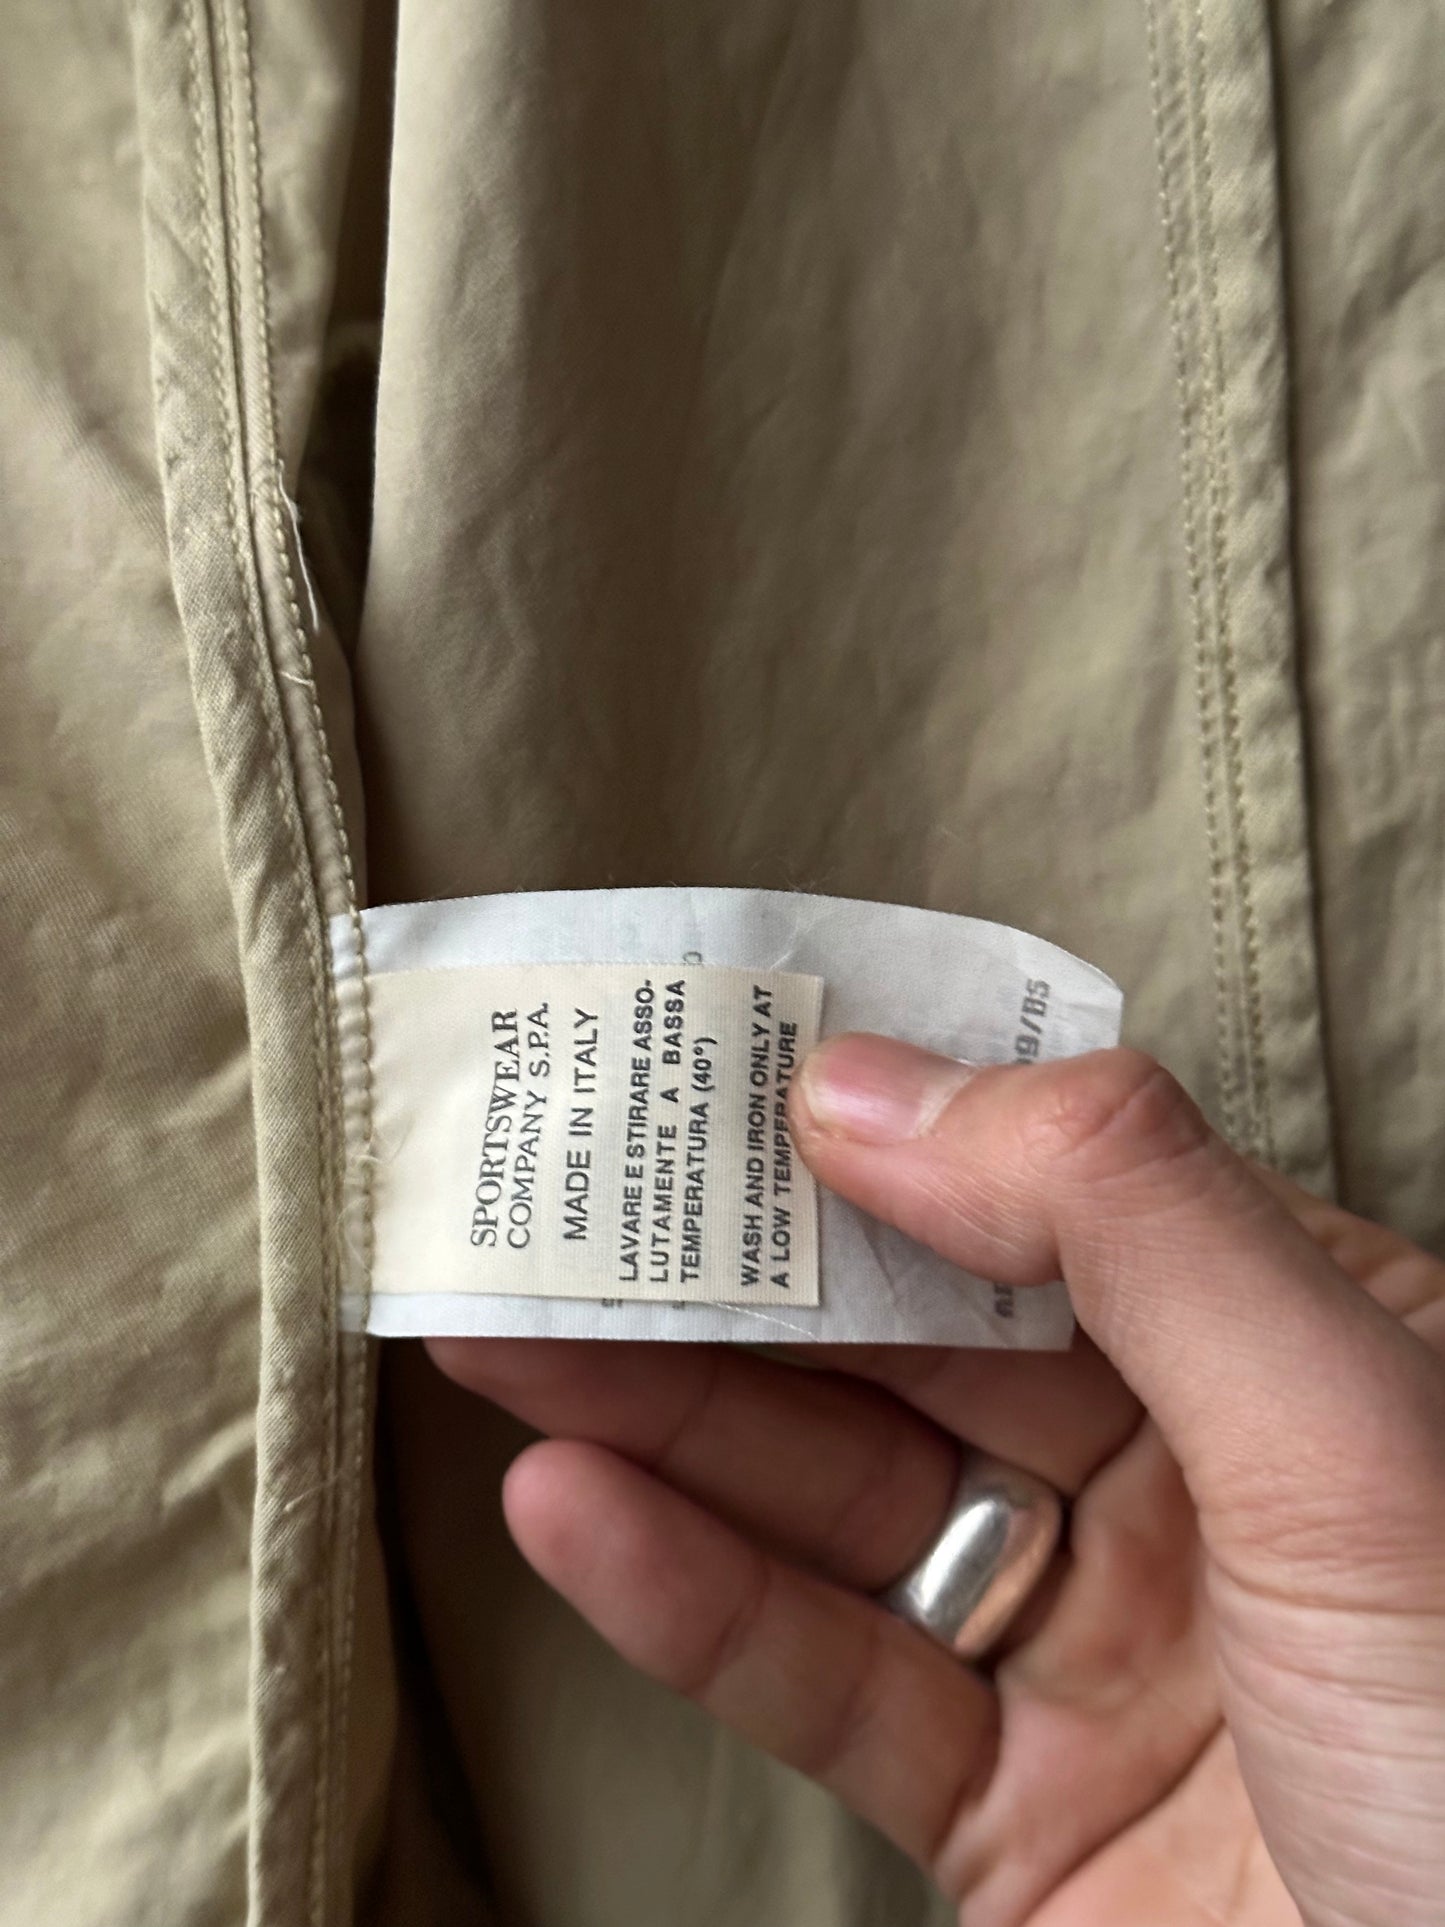 SPORTSWEAR
COMPANY S.P.A.
MADE IN ITALY
LAVARE E STIRARE ASSO-
LUTAMENTE A BASSA
TEMPERATURA (40°)
WASH AND IRON ONLY AT
A LOW TEMPERATURE